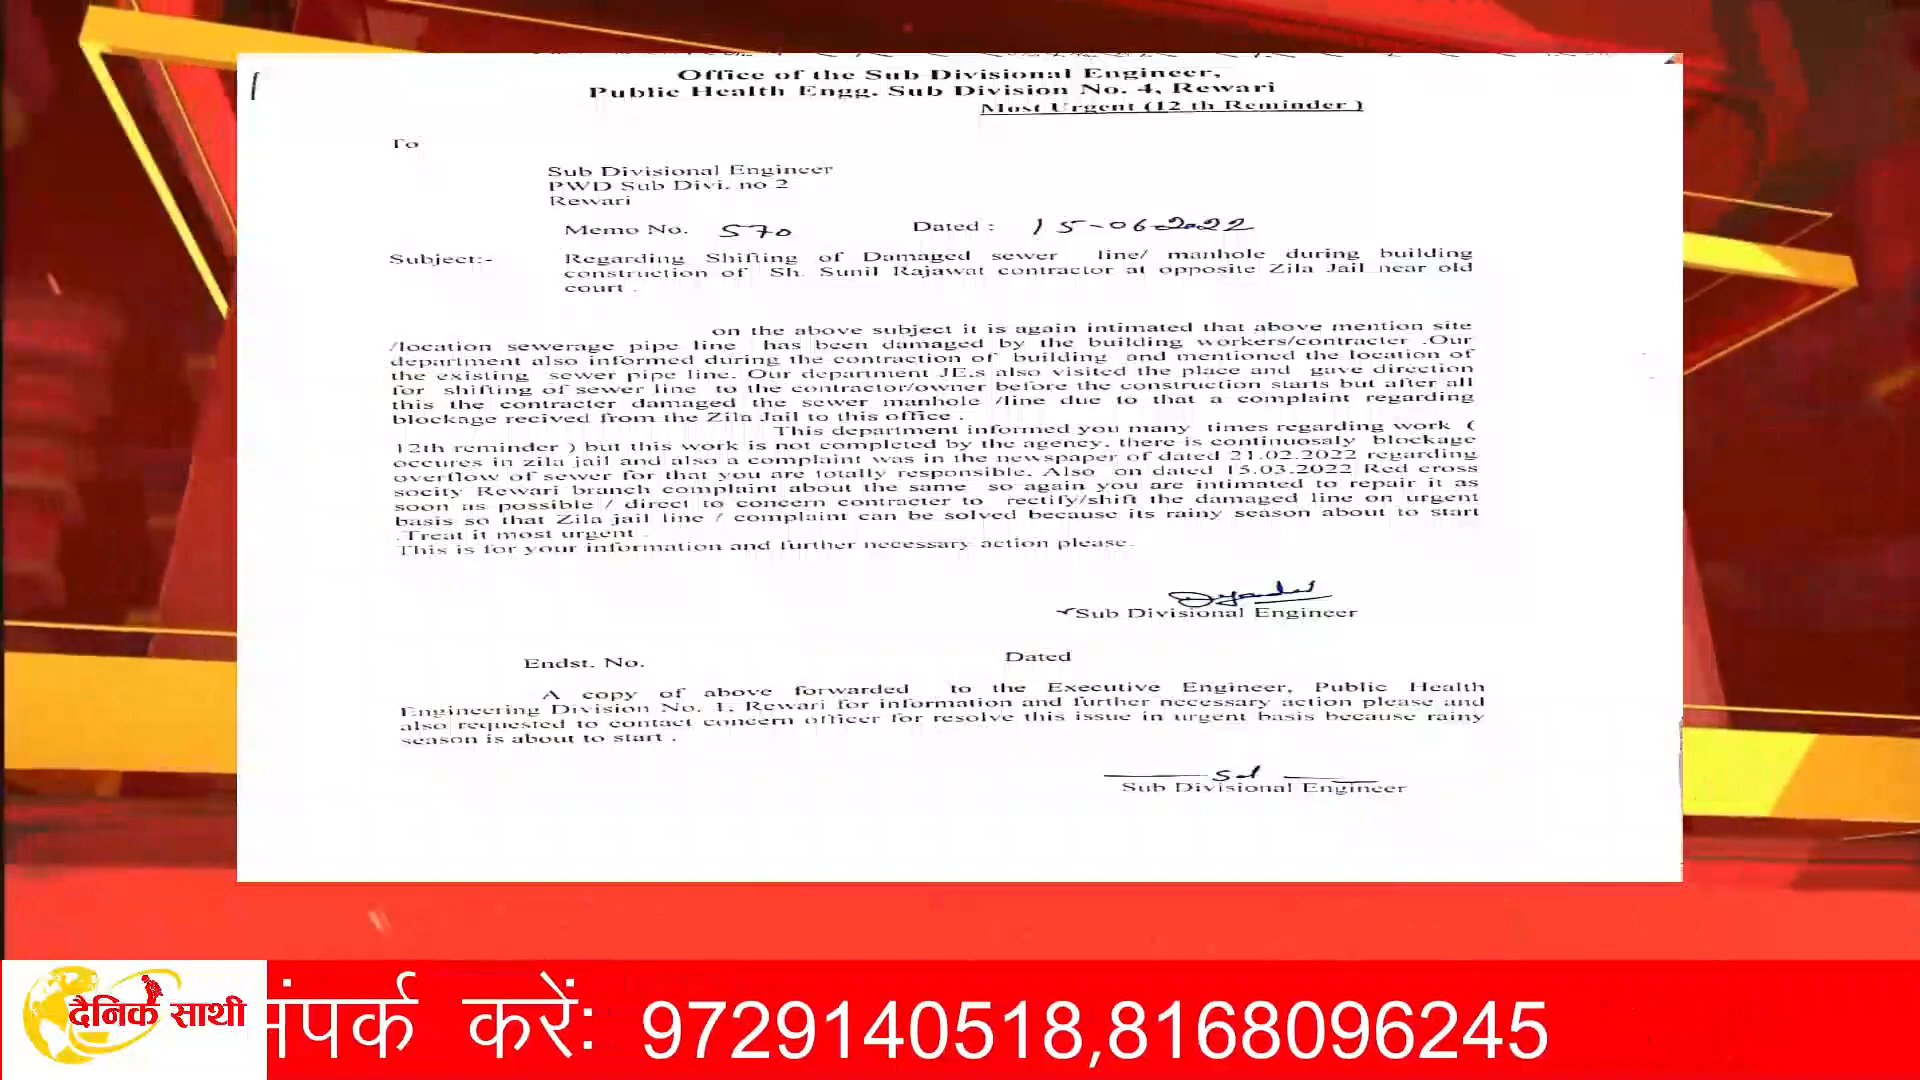 Office of the Sub Divisional Engineer,
Public Health Engg. Sub Division No. 4, Rewari
Most Urgent (12 th Reminder )
To
Sub Divisional Engineer
PWD Sub Divi. no 2
Rewari
Memo No. 570 Dated : 15-06-2022
Subject:- Regarding Shifting of Damaged sewer line/ manhole during building
construction of Sh. Sunil Rajawat contractor at opposite Zila Jail near old
court .
on the above subject it is again intimated that above mention site
/location sewerage pipe line has been damaged by the building workers/contracter .Our
department also informed during the contraction of building and mentioned the location of
the existing sewer pipe line. Our department JE.s also visited the place and gave direction
for shifting of sewer line to the contractor/owner before the construction starts but after all
this the contracter damaged the sewer manhole /line due to that a complaint regarding
blockage recived from the Zila Jail to this office .
This department informed you many times regarding work (
12th reminder ) but this work is not completed by the agency. there is continuosaly blockage
occures in zila jail and also a complaint was in the newspaper of dated 21.02.2022 regarding
overflow of sewer for that you are totally responsible. Also on dated 15.03.2022 Red cross
socity Rewari branch complaint about the same so again you are intimated to repair it as
soon as possible / direct to concern contracter to rectify/shift the damaged line on urgent
basis so that Zila jail line / complaint can be solved because its rainy season about to start
.Treat it most urgent .
This is for your information and further necessary action please.
Sub Divisional Engineer
Endst. No. Dated
A copy of above forwarded to the Executive Engineer, Public Health
Engineering Division No. 1, Rewari for information and further necessary action please and
also requested to contact concern officer for resolve this issue in urgent basis because rainy
season is about to start .
Sd
Sub Divisional Engineer
दैनिक साथी
संपर्क करें: 9729140518,8168096245